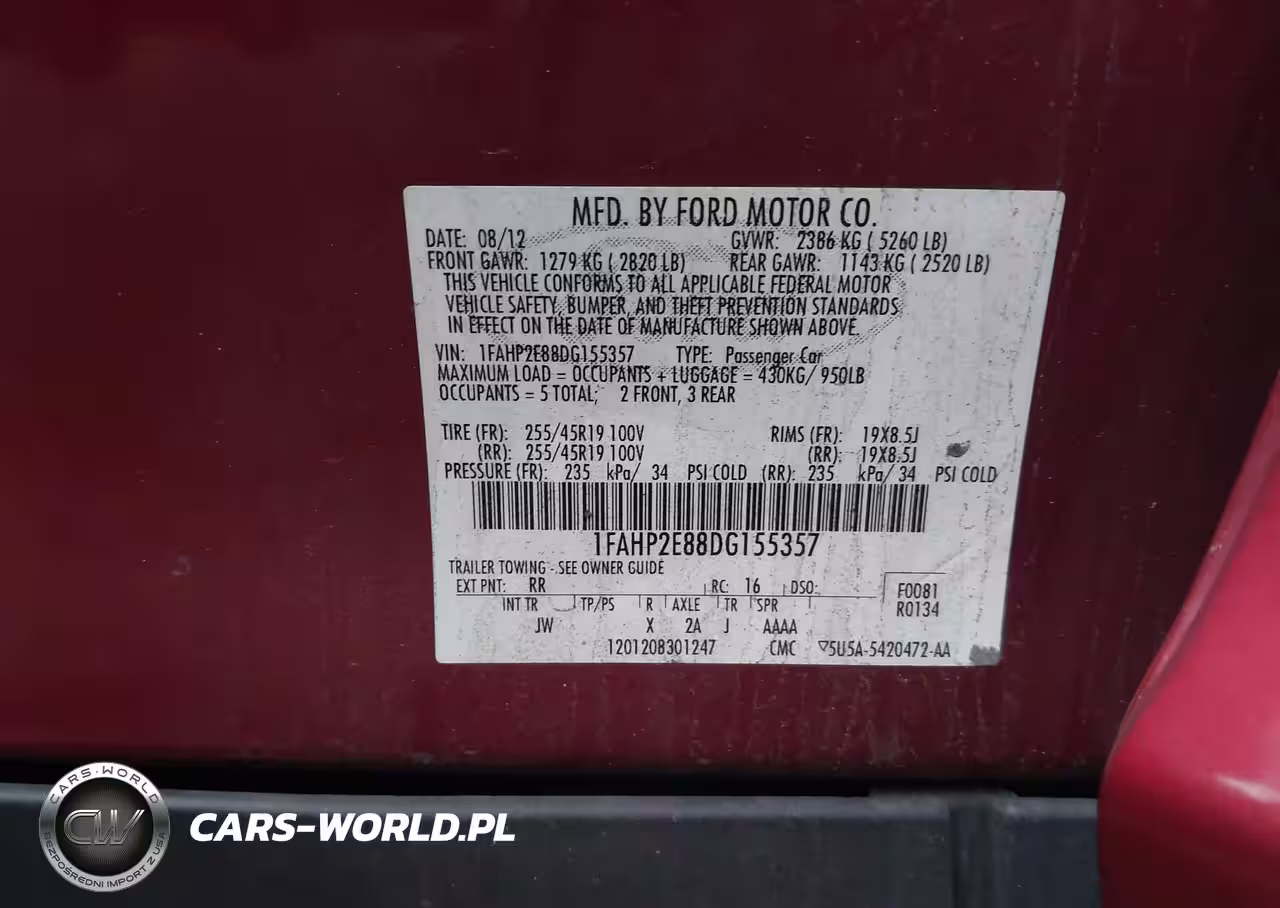 MFD. BY FORD MOTOR CO.
DATE: 08/12 GVWR: 2386 KG ( 5260 LB)
FRONT GAWR: 1279 KG ( 2820 LB) REAR GAWR: 1143 KG ( 2520 LB)
THIS VEHICLE CONFORMS TO ALL APPLICABLE FEDERAL MOTOR
VEHICLE SAFETY, BUMPER, AND THEFT PREVENTION STANDARDS
IN EFFECT ON THE DATE OF MANUFACTURE SHOWN ABOVE.
VIN: 1FAHP2E88DG155357 TYPE: Passenger Car
MAXIMUM LOAD = OCCUPANTS + LUGGAGE = 430KG/ 950LB
OCCUPANTS = 5 TOTAL; 2 FRONT, 3 REAR
TIRE (FR): 255/45R19 100V RIMS (FR): 19X8.5J
(RR): 255/45R19 100V (RR): 19X8.5J
PRESSURE (FR): 235 kPa/ 34 PSI COLD (RR): 235 kPa/ 34 PSI COLD
1FAHP2E88DG155357
TRAILER TOWING - SEE OWNER GUIDE
EXT PNT: RR RC: 16 DSO:
F0081
R0134
INT TR TP/PS R AXLE TR SPR
JW X 2A J AAAA
1201208301247 CMC ▽5U5A-5420472-AA
CARS-WORLD
CW
BEZPOŚREDNI IMPORT Z USA
CARS-WORLD.PL